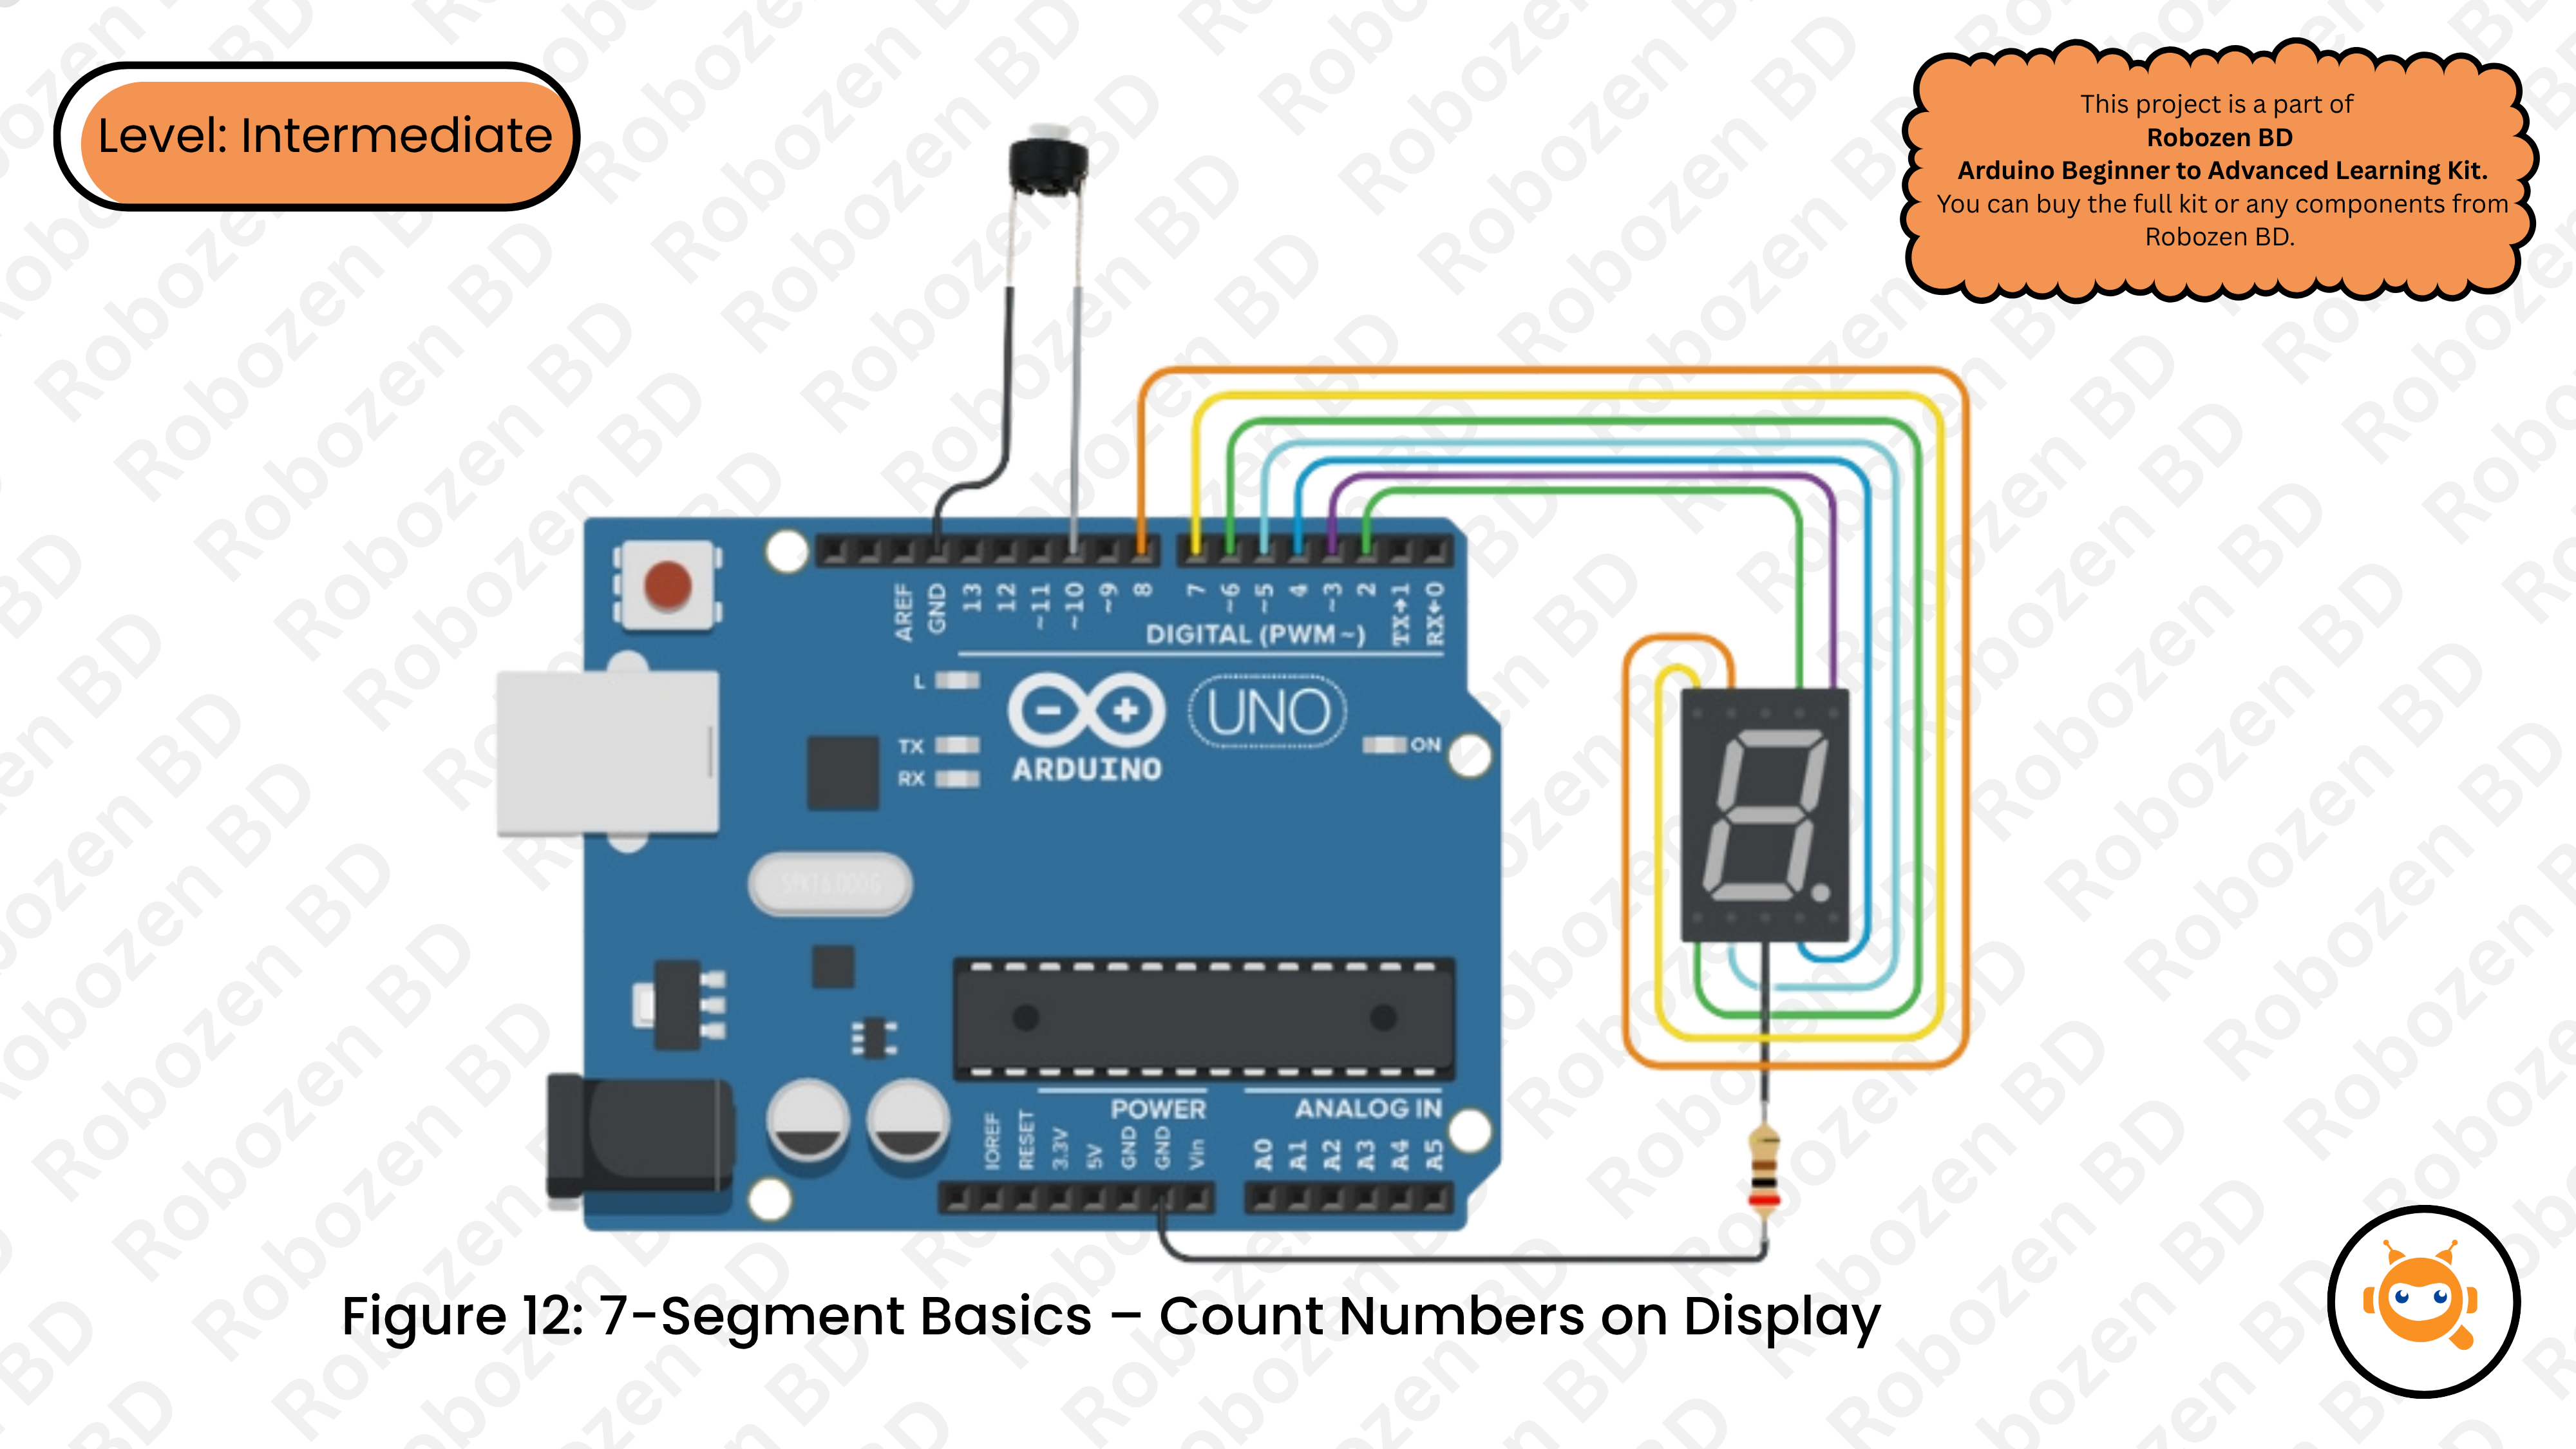 Level: Intermediate
This project is a part of
Robozen BD
Arduino Beginner to Advanced Learning Kit.
You can buy the full kit or any components from
Robozen BD.
AREF
GND
13
12
~11
~10
~9
8
7
~6
~5
4
~3
2
TX→1
RX←0
DIGITAL (PWM~)
L
TX
RX
ARDUINO
UNO
ON
SPK16.000G
POWER
ANALOG IN
IOREF
RESET
3.3V
5V
GND
GND
Vin
A0
A1
A2
A3
A4
A5
Figure 12: 7-Segment Basics – Count Numbers on Display
Robozen BD